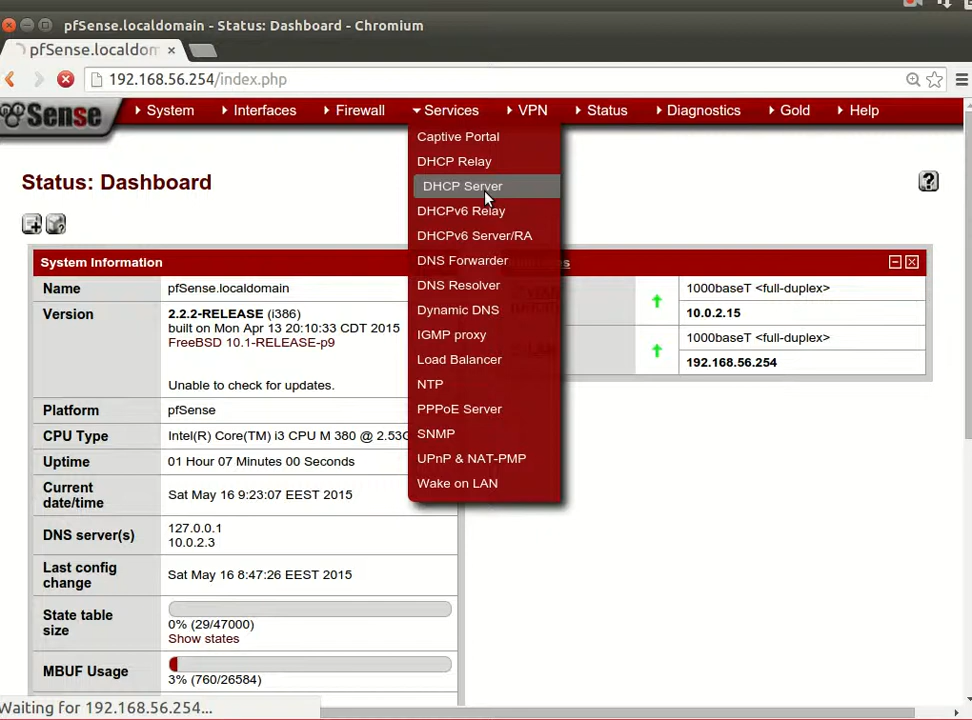 pfSense.localdomain - Status: Dashboard - Chromium
pfSense.localdom
192.168.56.254/index.php
Sense
System
Interfaces
Firewall
Services
VPN
Status
Diagnostics
Gold
Help
Captive Portal
DHCP Relay
DHCP Server
DHCPv6 Relay
DHCPv6 Server/RA
DNS Forwarder
DNS Resolver
Dynamic DNS
IGMP proxy
Load Balancer
NTP
PPPoE Server
SNMP
UPnP & NAT-PMP
Wake on LAN
Status: Dashboard
System Information
Name
pfSense.localdomain
Version
2.2.2-RELEASE (i386)
built on Mon Apr 13 20:10:33 CDT 2015
FreeBSD 10.1-RELEASE-p9
Unable to check for updates.
Platform
pfSense
CPU Type
Intel(R) Core(TM) i3 CPU M 380 @ 2.53G
Uptime
01 Hour 07 Minutes 00 Seconds
Current
date/time
Sat May 16 9:23:07 EEST 2015
DNS server(s)
127.0.0.1
10.0.2.3
Last config
change
Sat May 16 8:47:26 EEST 2015
State table
size
0% (29/47000)
Show states
MBUF Usage
3% (760/26584)
1000baseT <full-duplex>
10.0.2.15
1000baseT <full-duplex>
192.168.56.254
Waiting for 192.168.56.254...